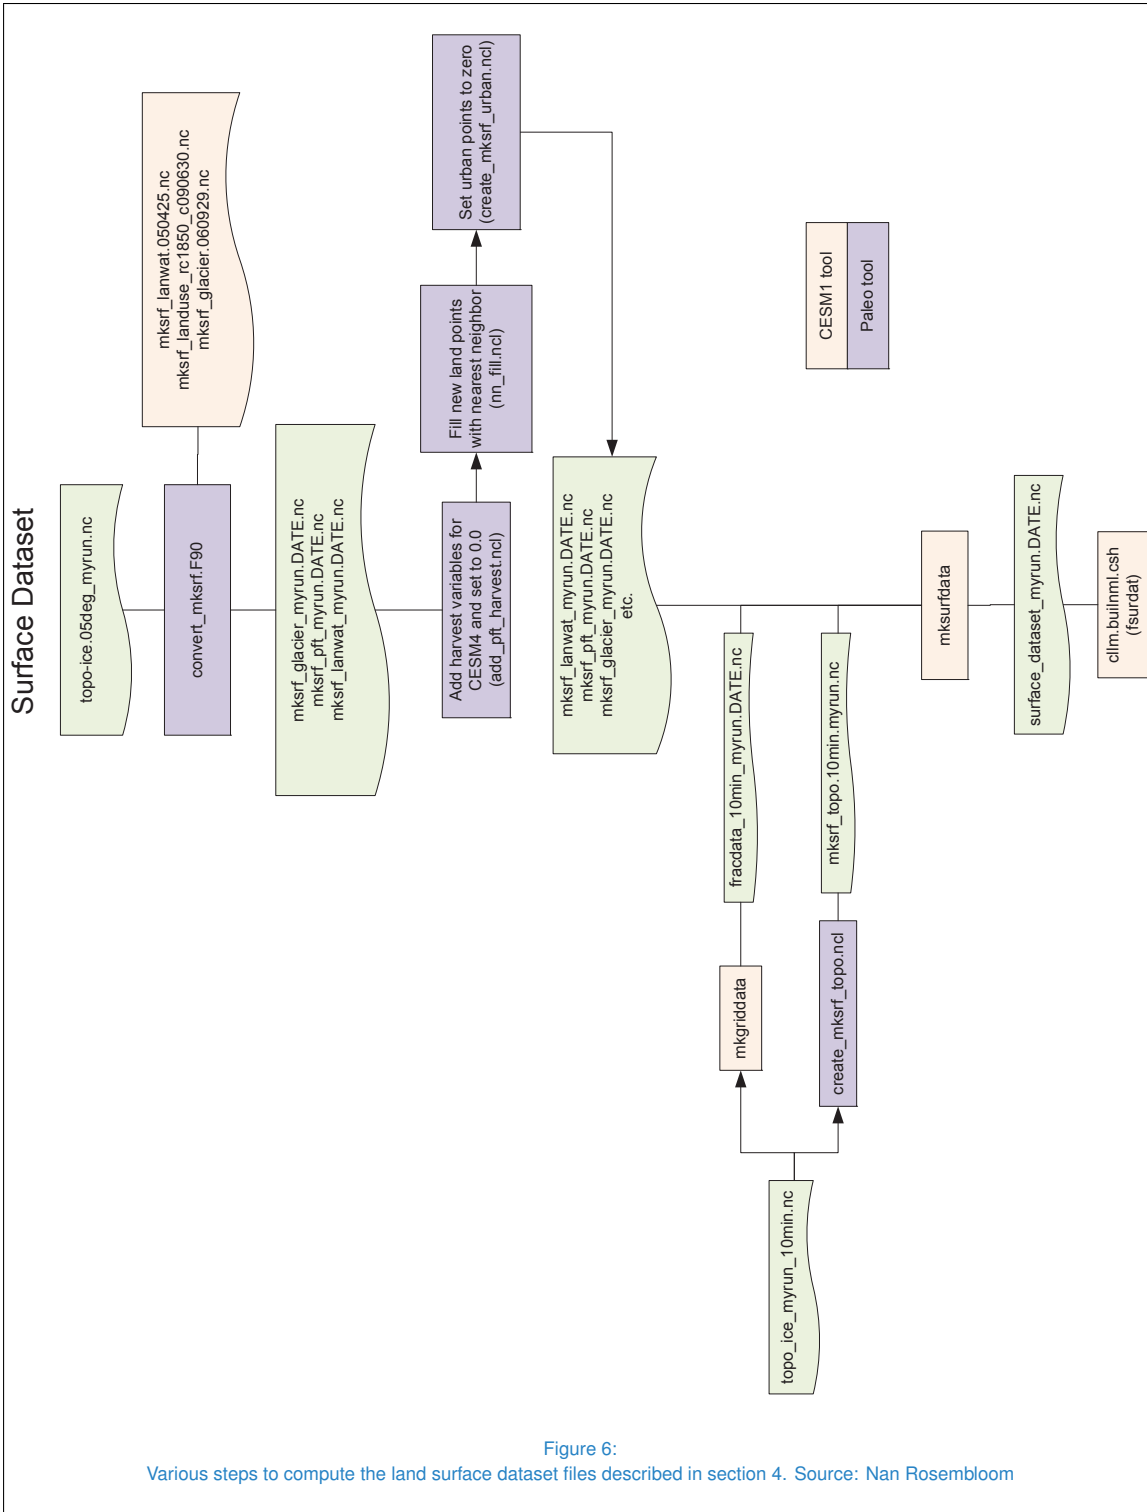 Surface Dataset
topo-ice.05deg_myrun.nc
convert_mksrf.F90
mksrf_lanwat.050425.nc
mksrf_landuse_rc1850_c090630.nc
mksrf_glacier.060929.nc
mksrf_glacier_myrun.DATE.nc
mksrf_pft_myrun.DATE.nc
mksrf_lanwat_myrun.DATE.nc
Add harvest variables for
CESM4 and set to 0.0
(add_pft_harvest.ncl)
Fill new land points
with nearest neighbor
(nn_fill.ncl)
Set urban points to zero
(create_mksrf_urban.ncl)
mksrf_lanwat_myrun.DATE.nc
mksrf_pft_myrun.DATE.nc
mksrf_glacier_myrun.DATE.nc
etc.
topo_ice_myrun_10min.nc
mkgriddata
fracdata_10min_myrun.DATE.nc
create_mksrf_topo.ncl
mksrf_topo.10min.myrun.nc
mksurfdata
surface_dataset_myrun.DATE.nc
cllm.builnml.csh
(fsurdat)
CESM1 tool
Paleo tool
Figure 6:
Various steps to compute the land surface dataset files described in section 4. Source: Nan Rosembloom